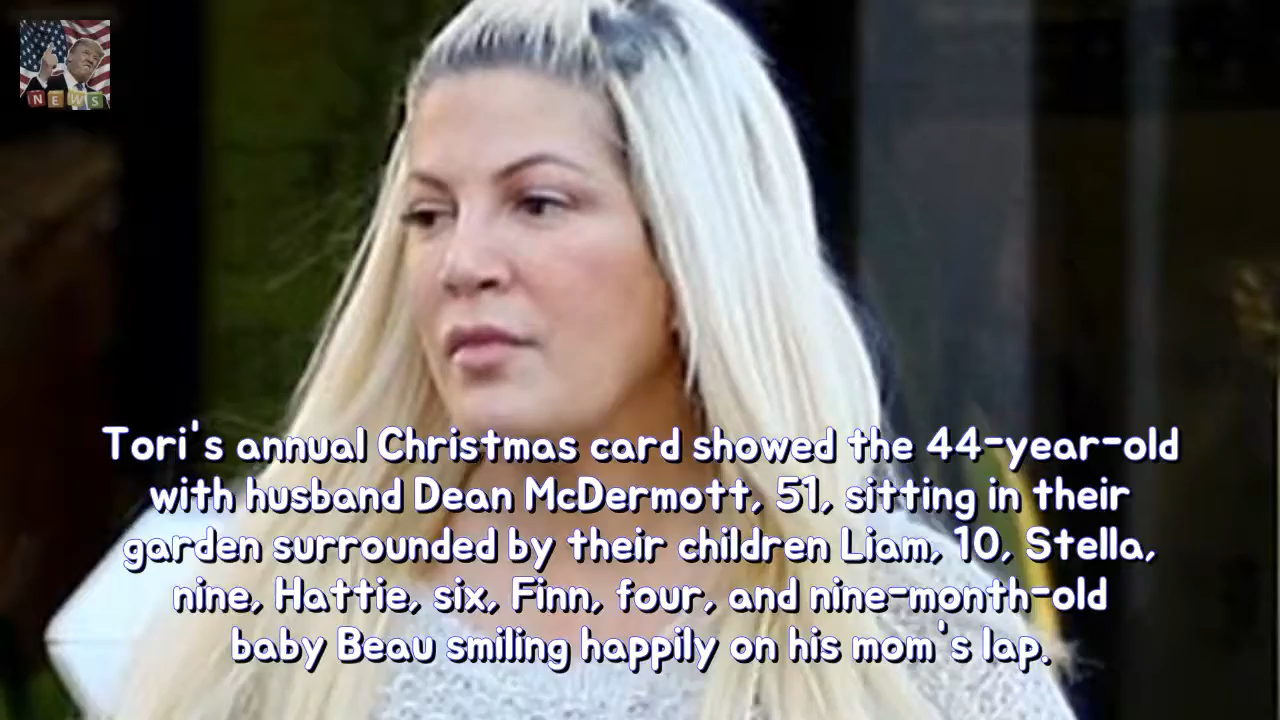 NEWS
Tori's annual Christmas card showed the 44-year-old
with husband Dean McDermott, 51, sitting in their
garden surrounded by their children Liam, 10, Stella,
nine, Hattie, six, Finn, four, and nine-month-old
baby Beau smiling happily on his mom's lap.